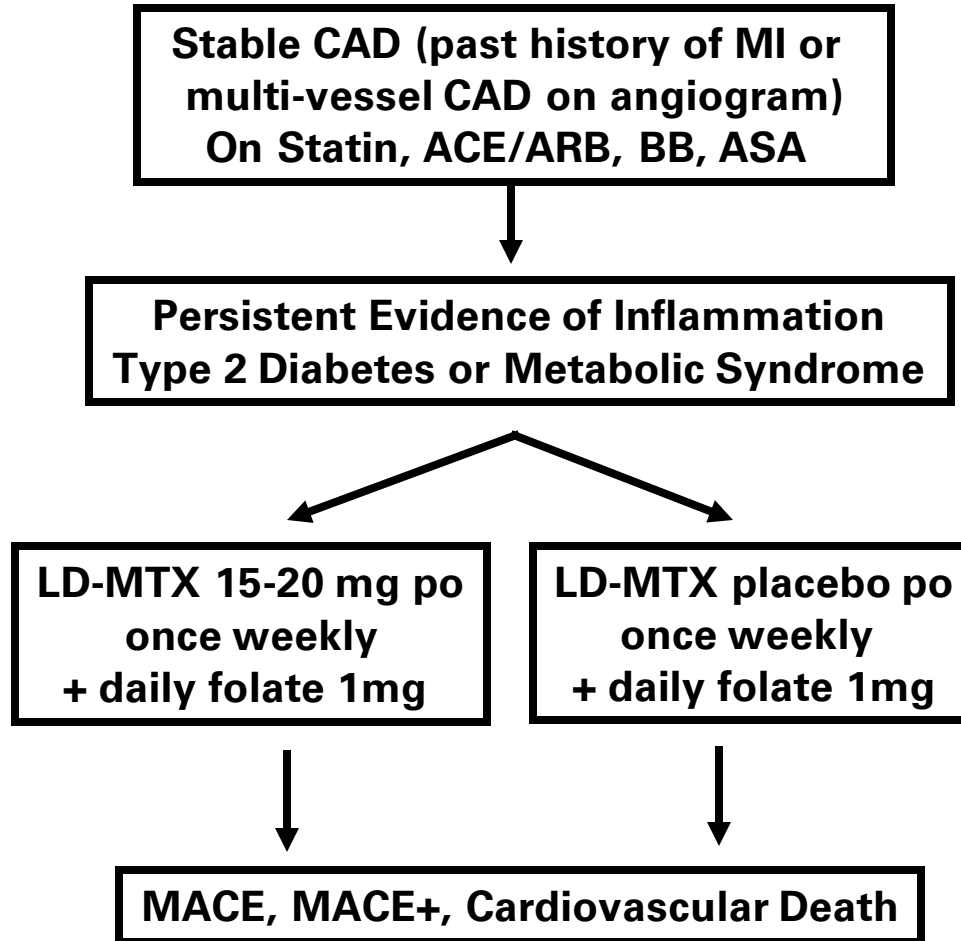 Stable CAD (past history of MI or
multi-vessel CAD on angiogram)
On Statin, ACE/ARB, BB, ASA
Persistent Evidence of Inflammation
Type 2 Diabetes or Metabolic Syndrome
LD-MTX 15-20 mg po
once weekly
+ daily folate 1mg
LD-MTX placebo po
once weekly
+ daily folate 1mg
MACE, MACE+, Cardiovascular Death